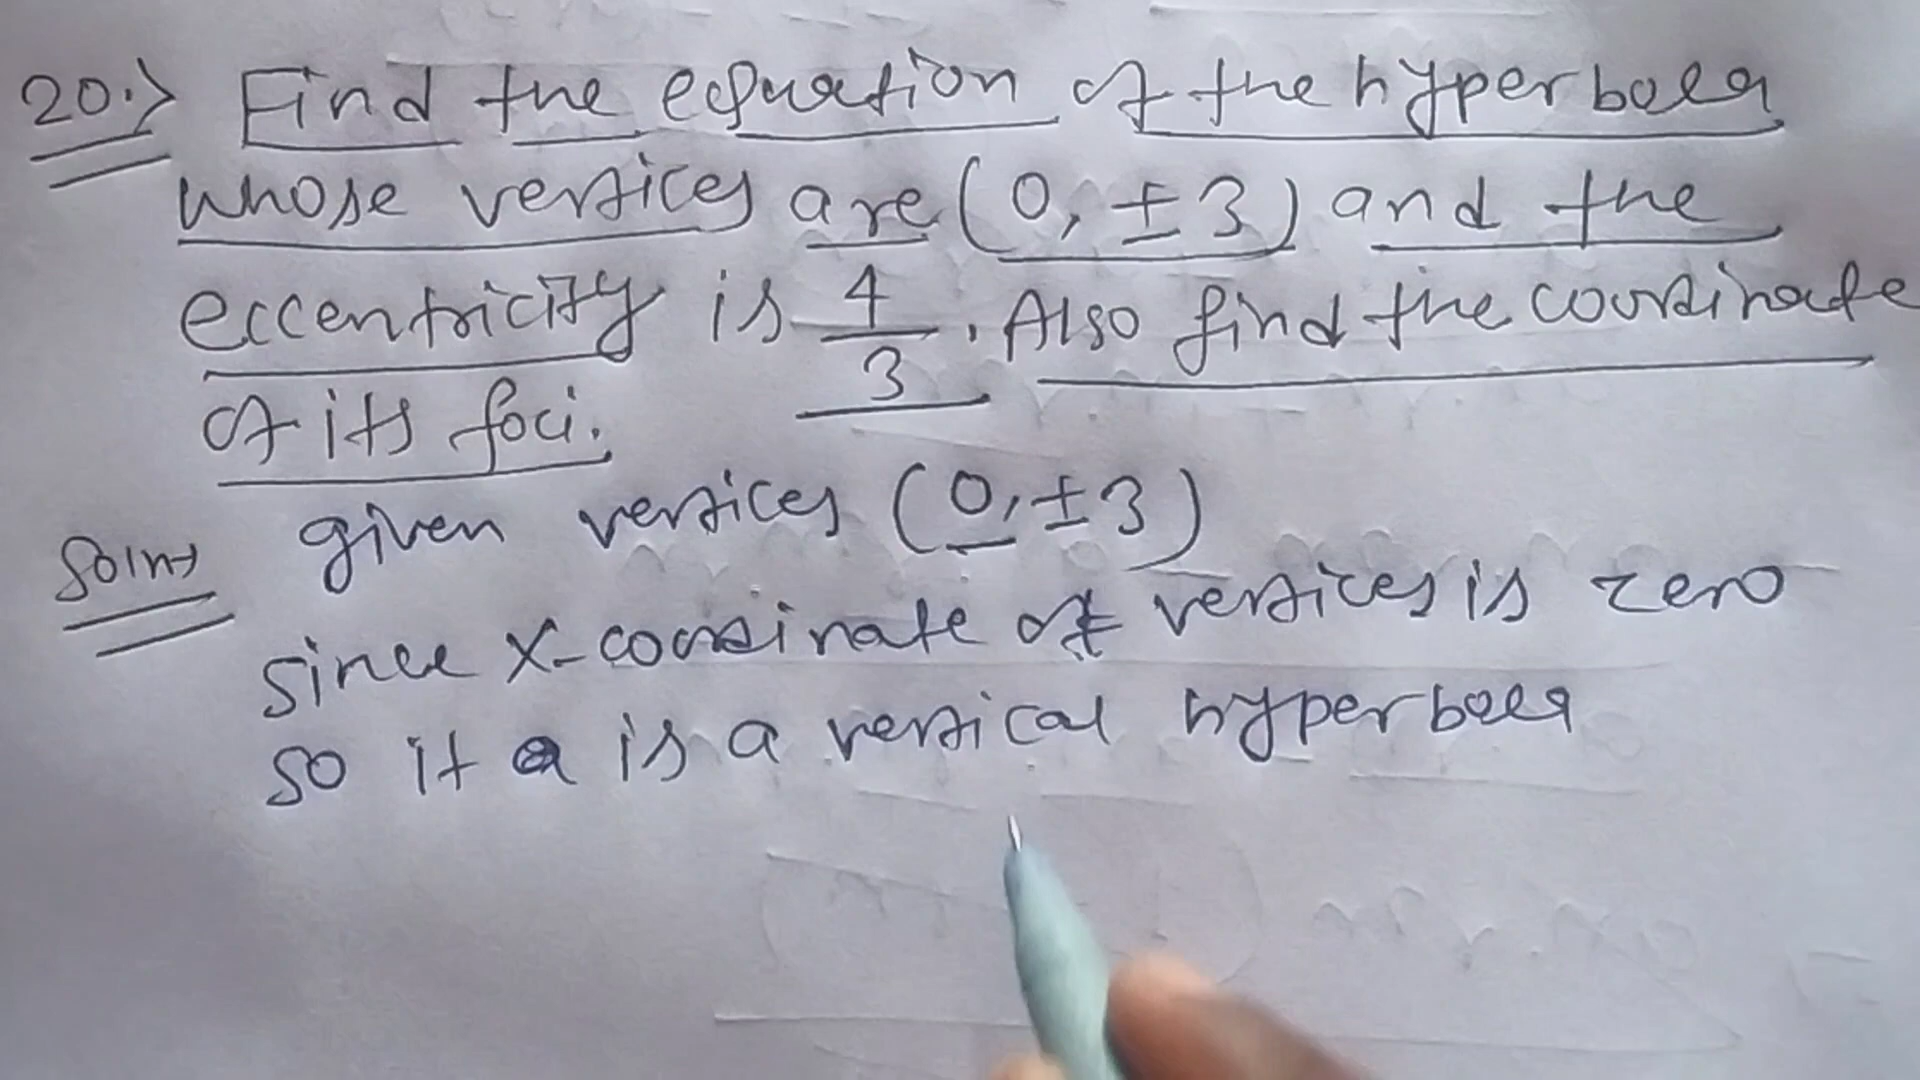 20.) Find the equation of the hyperbola
whose vertices are (0, ±3) and the
eccentricity is 4/3. Also find the coordinate
of its foci.
Soln→ given vertices (0, ±3)
since x-coordinate of vertices is zero
so it is a vertical hyperbola